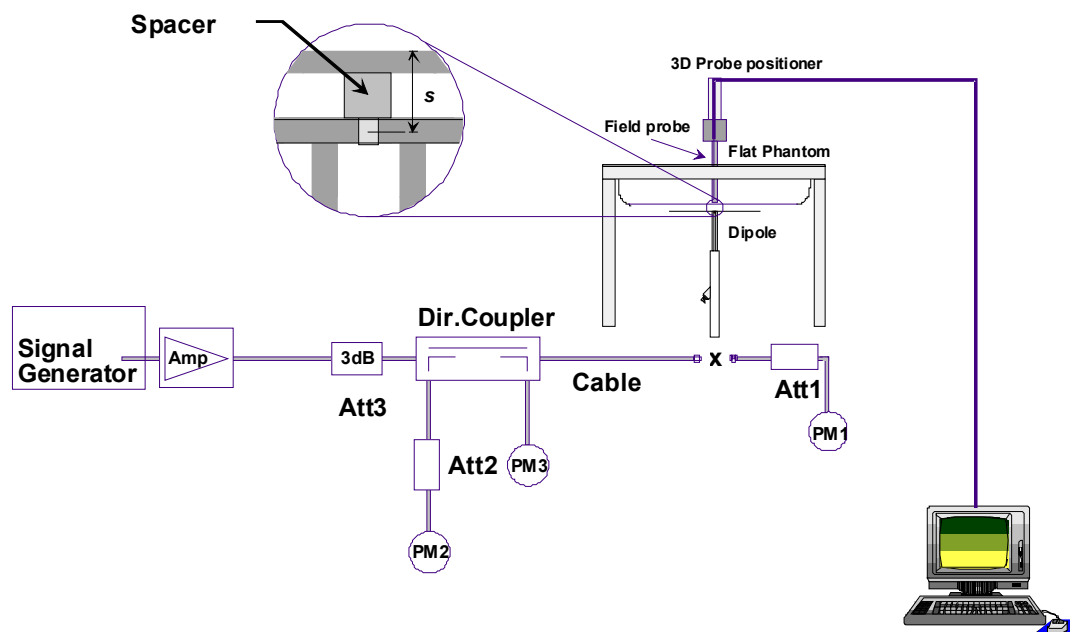 Spacer
s
3D Probe positioner
Field probe
Flat Phantom
Dipole
Dir.Coupler
Signal
Generator
Amp
3dB
Att3
Cable
x
Att1
PM1
Att2
PM3
PM2